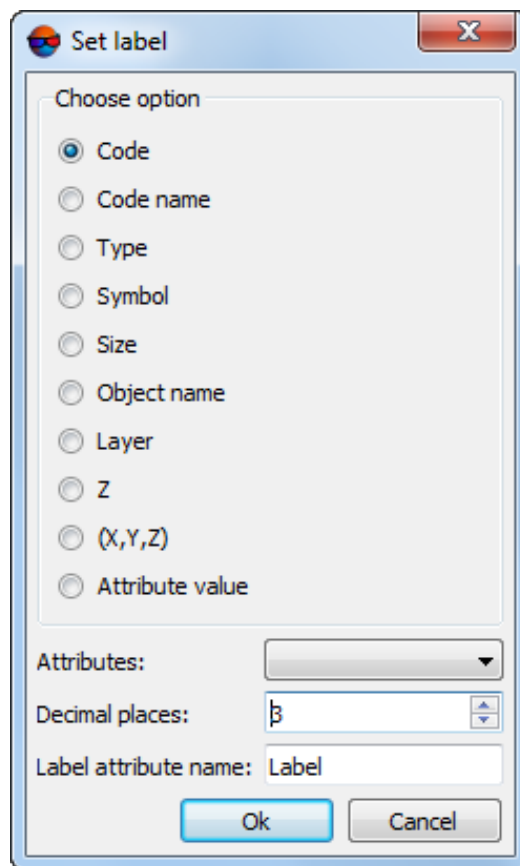 Set label
Choose option
Code
Code name
Type
Symbol
Size
Object name
Layer
Z
(X,Y,Z)
Attribute value
Attributes:
Decimal places: 3
Label attribute name: Label
Ok Cancel